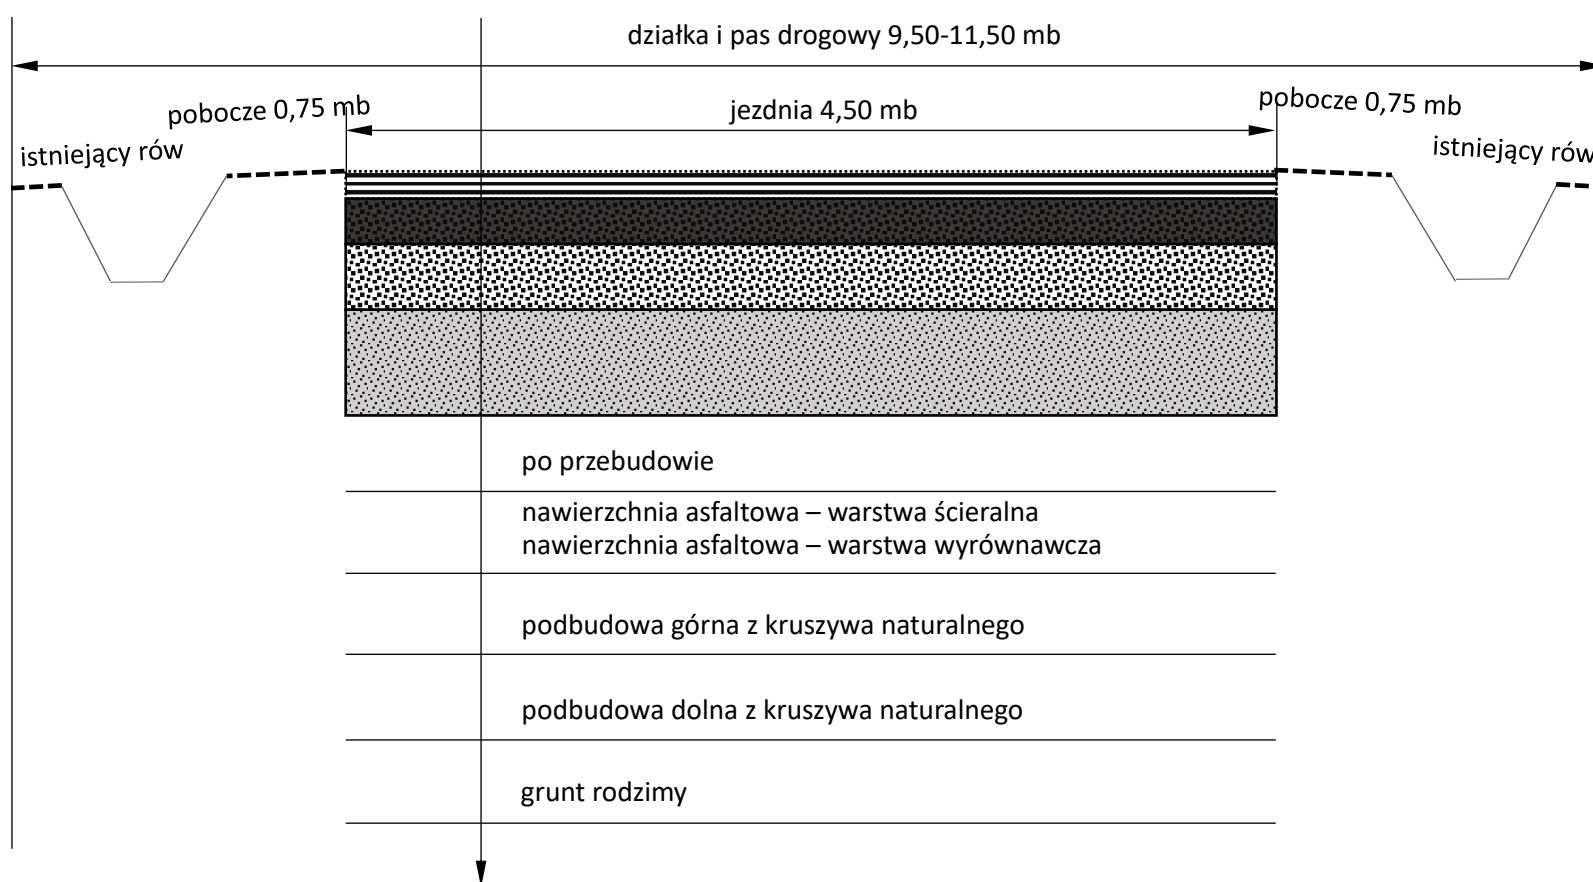 działka i pas drogowy 9,50-11,50 mb
pobocze 0,75 mb
jezdnia 4,50 mb
pobocze 0,75 mb
istniejący rów
istniejący rów
po przebudowie
nawierzchnia asfaltowa – warstwa ścieralna
nawierzchnia asfaltowa – warstwa wyrównawcza
podbudowa górna z kruszywa naturalnego
podbudowa dolna z kruszywa naturalnego
grunt rodzimy